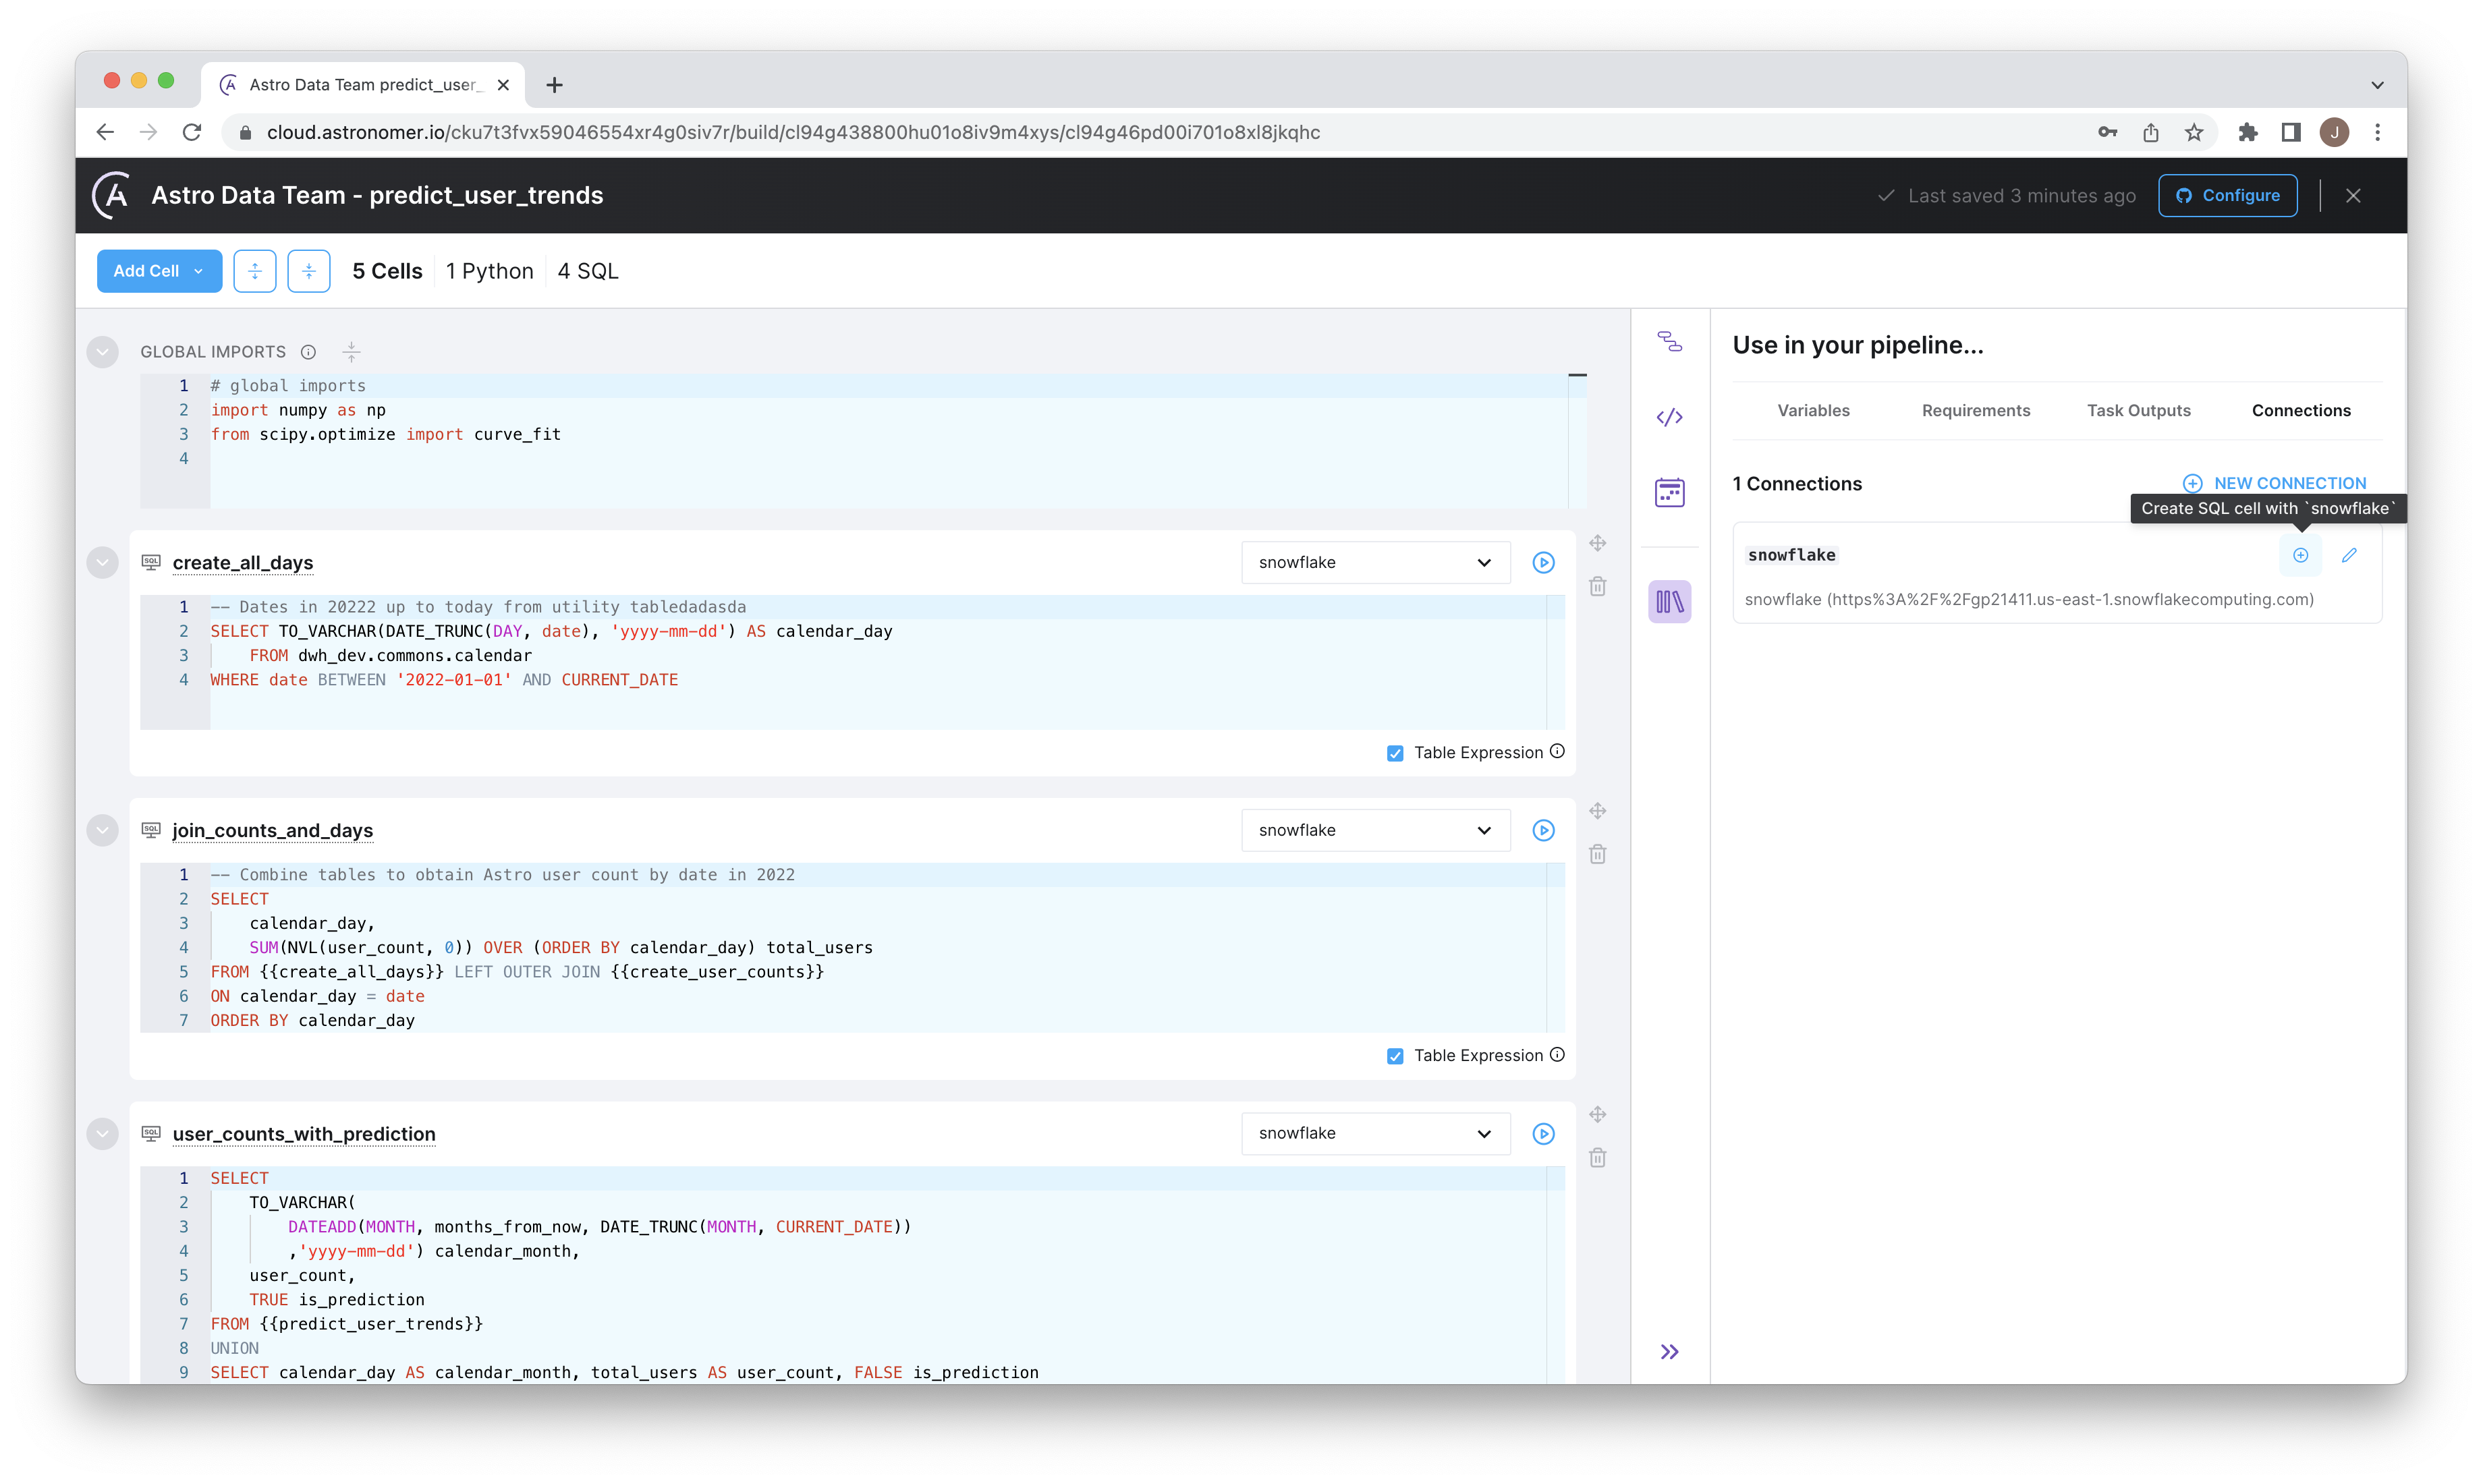 Astro Data Team predict_user_
cloud.astronomer.io/cku7t3fvx59046554xr4g0siv7r/build/cl94g438800hu01o8iv9m4xys/cl94g46pd00i701o8xl8jkqhc
J
Astro Data Team - predict_user_trends
Last saved 3 minutes ago
Configure
Add Cell
5 Cells
1 Python
4 SQL
GLOBAL IMPORTS
1 # global imports
2 import numpy as np
3 from scipy.optimize import curve_fit
4
SQL create_all_days
snowflake
1 -- Dates in 20222 up to today from utility tabledadasda
2 SELECT TO_VARCHAR(DATE_TRUNC(DAY, date), 'yyyy-mm-dd') AS calendar_day
3 FROM dwh_dev.commons.calendar
4 WHERE date BETWEEN '2022-01-01' AND CURRENT_DATE
Table Expression
SQL join_counts_and_days
snowflake
1 -- Combine tables to obtain Astro user count by date in 2022
2 SELECT
3 calendar_day,
4 SUM(NVL(user_count, 0)) OVER (ORDER BY calendar_day) total_users
5 FROM {{create_all_days}} LEFT OUTER JOIN {{create_user_counts}}
6 ON calendar_day = date
7 ORDER BY calendar_day
Table Expression
SQL user_counts_with_prediction
snowflake
1 SELECT
2 TO_VARCHAR(
3 DATEADD(MONTH, months_from_now, DATE_TRUNC(MONTH, CURRENT_DATE))
4 ,'yyyy-mm-dd') calendar_month,
5 user_count,
6 TRUE is_prediction
7 FROM {{predict_user_trends}}
8 UNION
9 SELECT calendar_day AS calendar_month, total_users AS user_count, FALSE is_prediction
Use in your pipeline...
Variables
Requirements
Task Outputs
Connections
1 Connections
NEW CONNECTION
Create SQL cell with `snowflake`
snowflake
snowflake (https%3A%2F%2Fgp21411.us-east-1.snowflakecomputing.com)